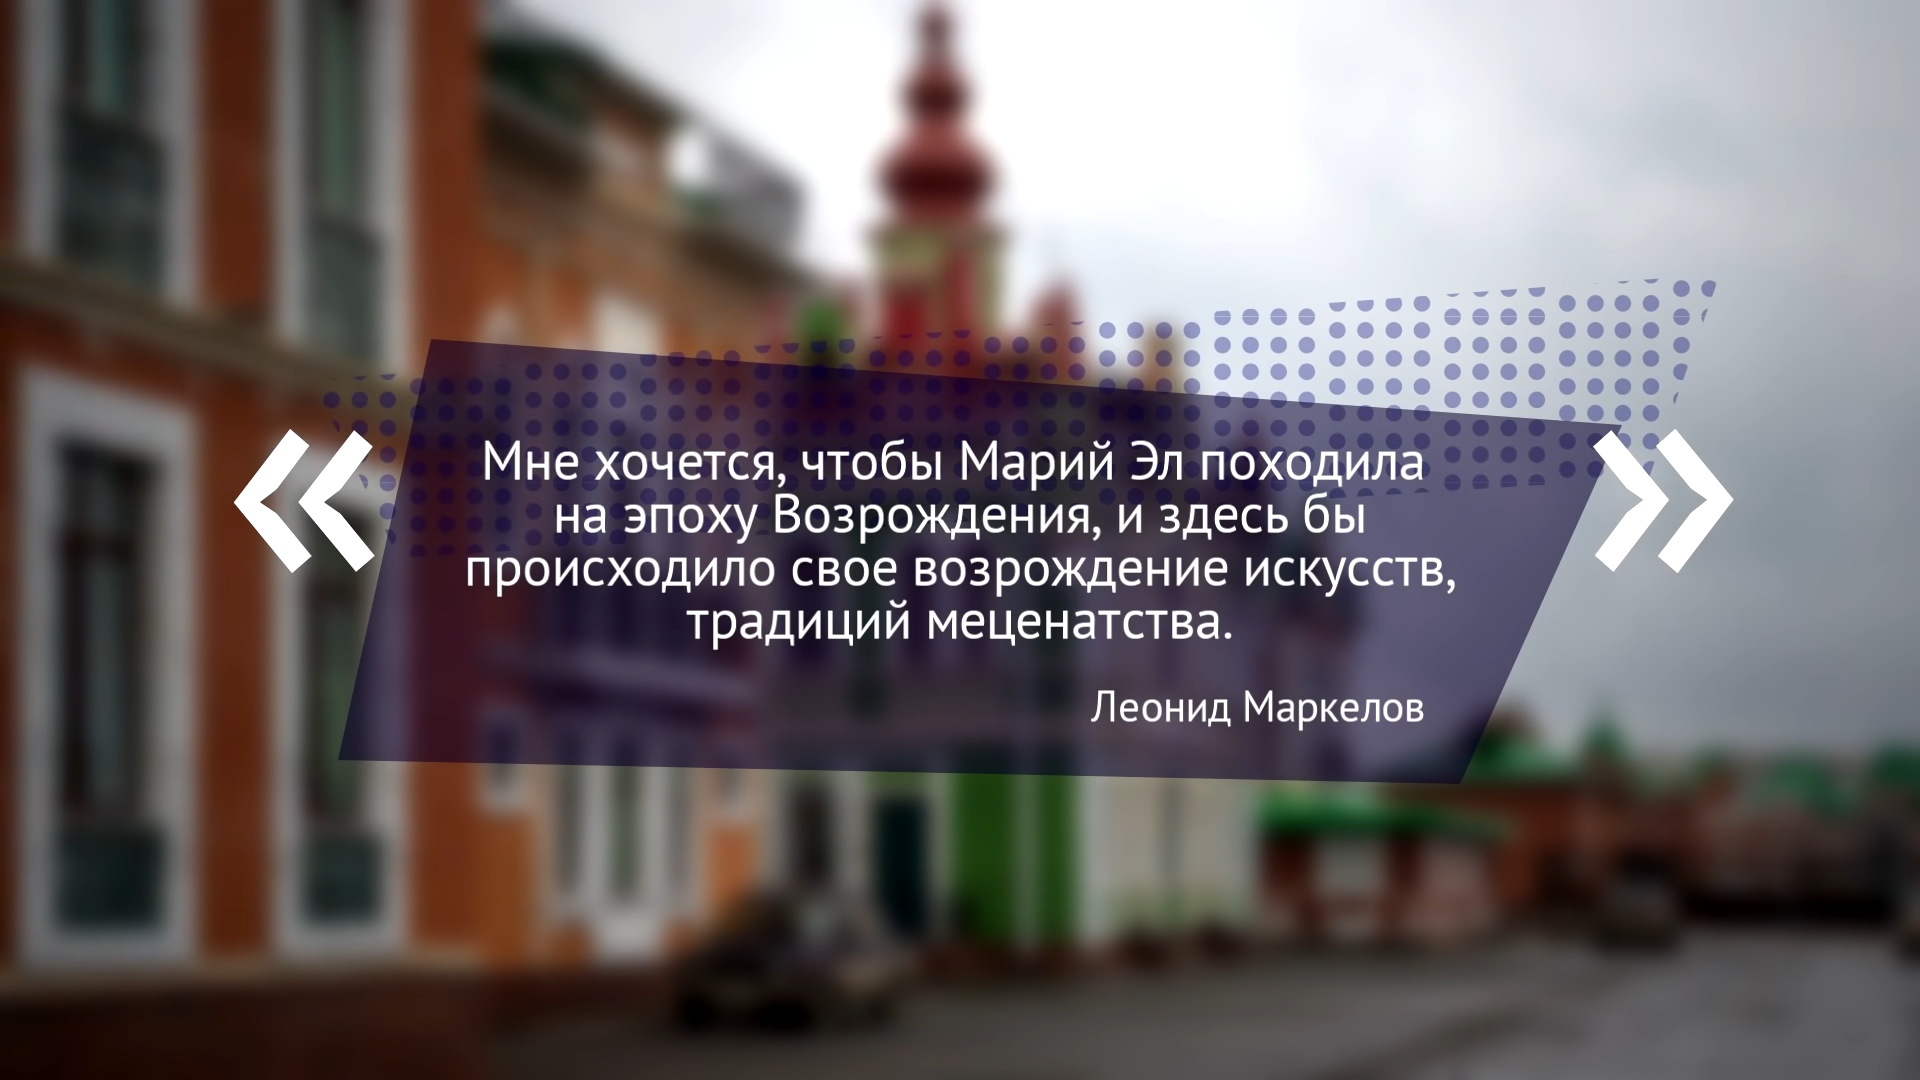 Мне хочется, чтобы Марий Эл походила
на эпоху Возрождения, и здесь бы
происходило свое возрождение искусств,
традиций меценатства.
Леонид Маркелов